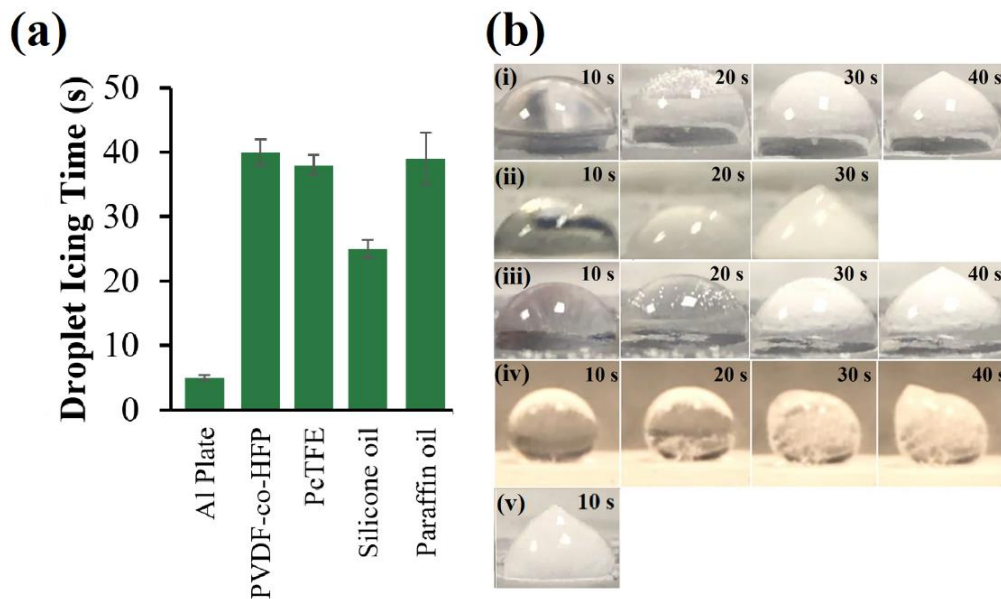 (a)
Droplet Icing Time (s)
50
40
30
20
10
0
Al Plate
PVDF-co-HFP
PcTFE
Silicone oil
Paraffin oil
(b)
(i) 10 s 20 s 30 s 40 s
(ii) 10 s 20 s 30 s
(iii) 10 s 20 s 30 s 40 s
(iv) 10 s 20 s 30 s 40 s
(v) 10 s